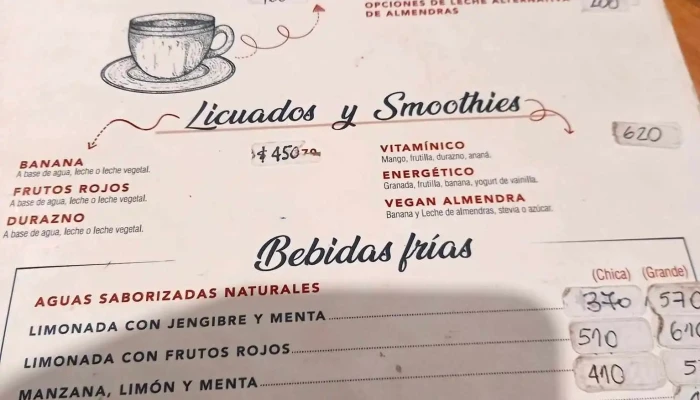 OPCIONES DE LECHE
DE ALMENDRAS
200
Licuados y Smoothies
620
BANANA
A base de agua, leche o leche vegetal.
$450
FRUTOS ROJOS
A base de agua, leche o leche vegetal.
DURAZNO
A base de agua, leche o leche vegetal.
VITAMÍNICO
Mango, frutilla, durazno, ananá.
ENERGÉTICO
Granada, frutilla, banana, yogurt de vainilla.
VEGAN ALMENDRA
Banana y Leche de almendras, stevia o azúcar.
Bebidas frías
(Chica) (Grande)
AGUAS SABORIZADAS NATURALES
LIMONADA CON JENGIBRE Y MENTA 370 570
LIMONADA CON FRUTOS ROJOS 510 610
MANZANA, LIMÓN Y MENTA 410